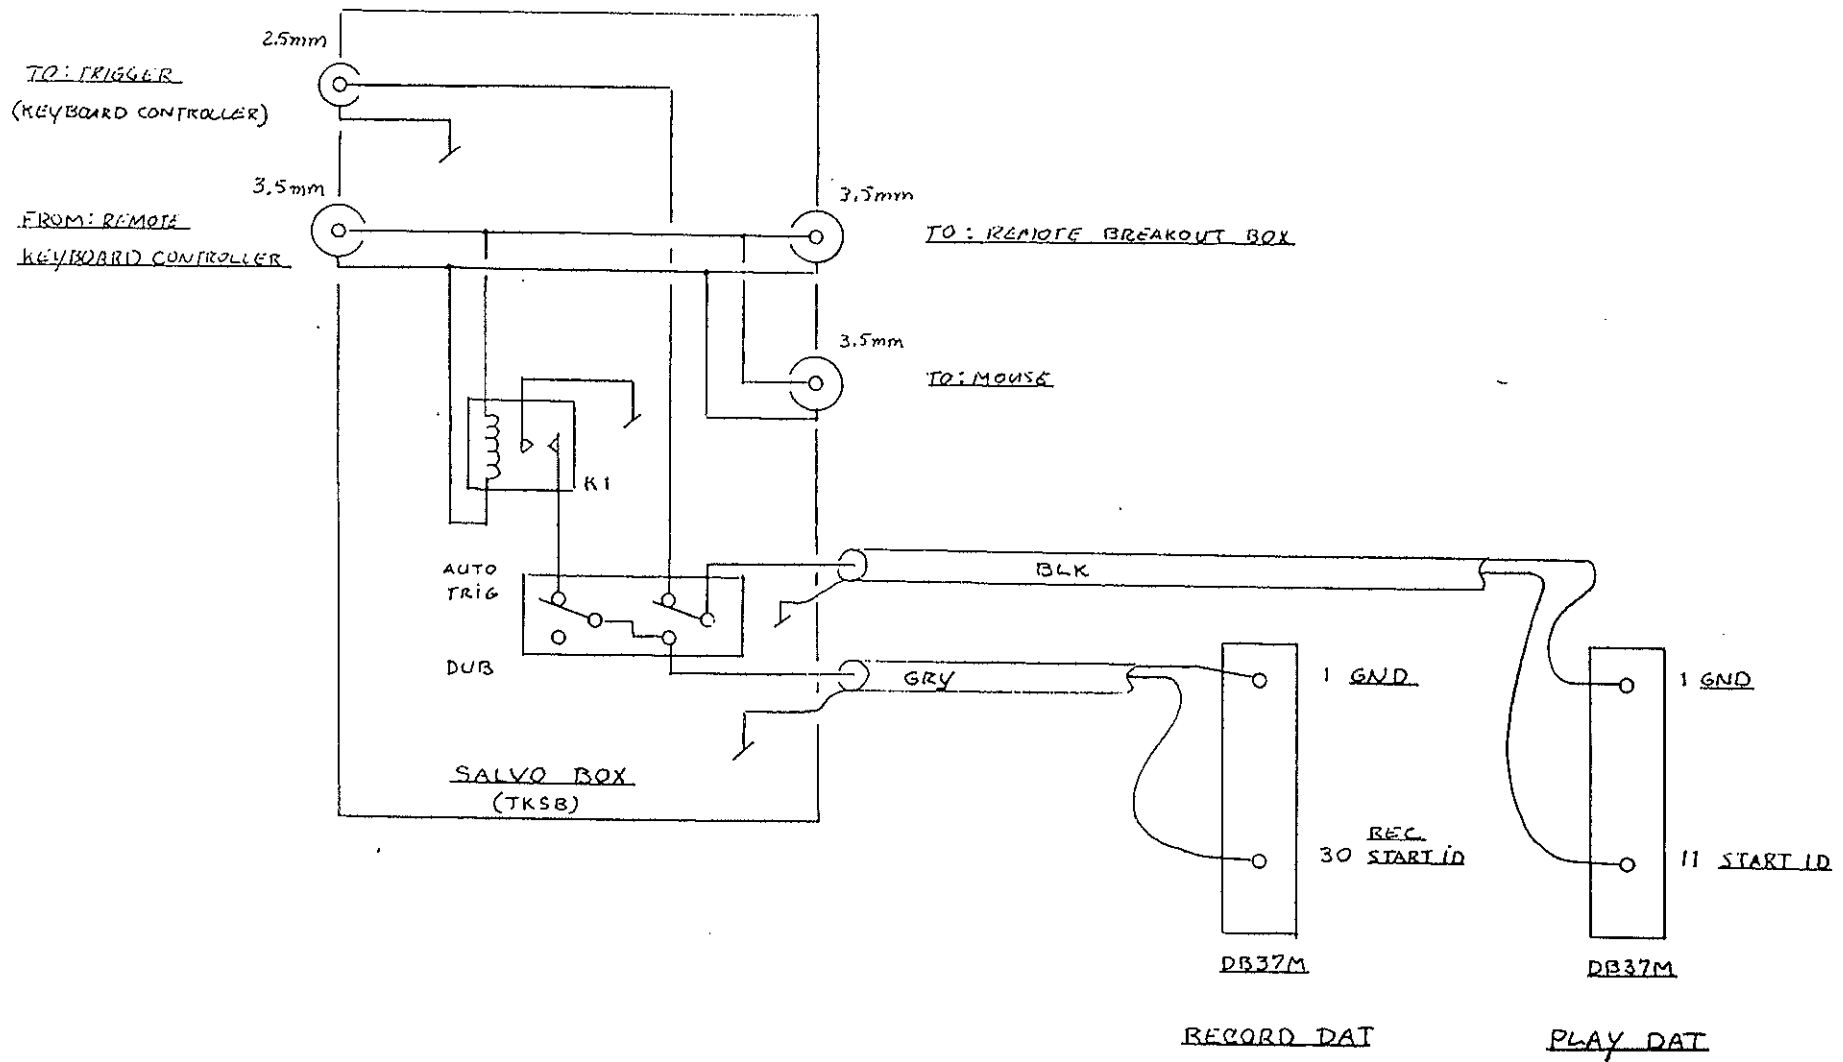 2.5mm
TO: TRIGGER
(KEYBOARD CONTROLLER)
3.5mm
FROM: REMOTE
KEYBOARD CONTROLLER
3.5mm
TO: REMOTE BREAKOUT BOX
3.5mm
TO: MOUSE
K1
AUTO
TRIG
DUB
BLK
GRY
SALVO BOX
(TKSB)
1 GND
REC
30 START ID
DB37M
RECORD DAT
1 GND
11 START ID
DB37M
PLAY DAT